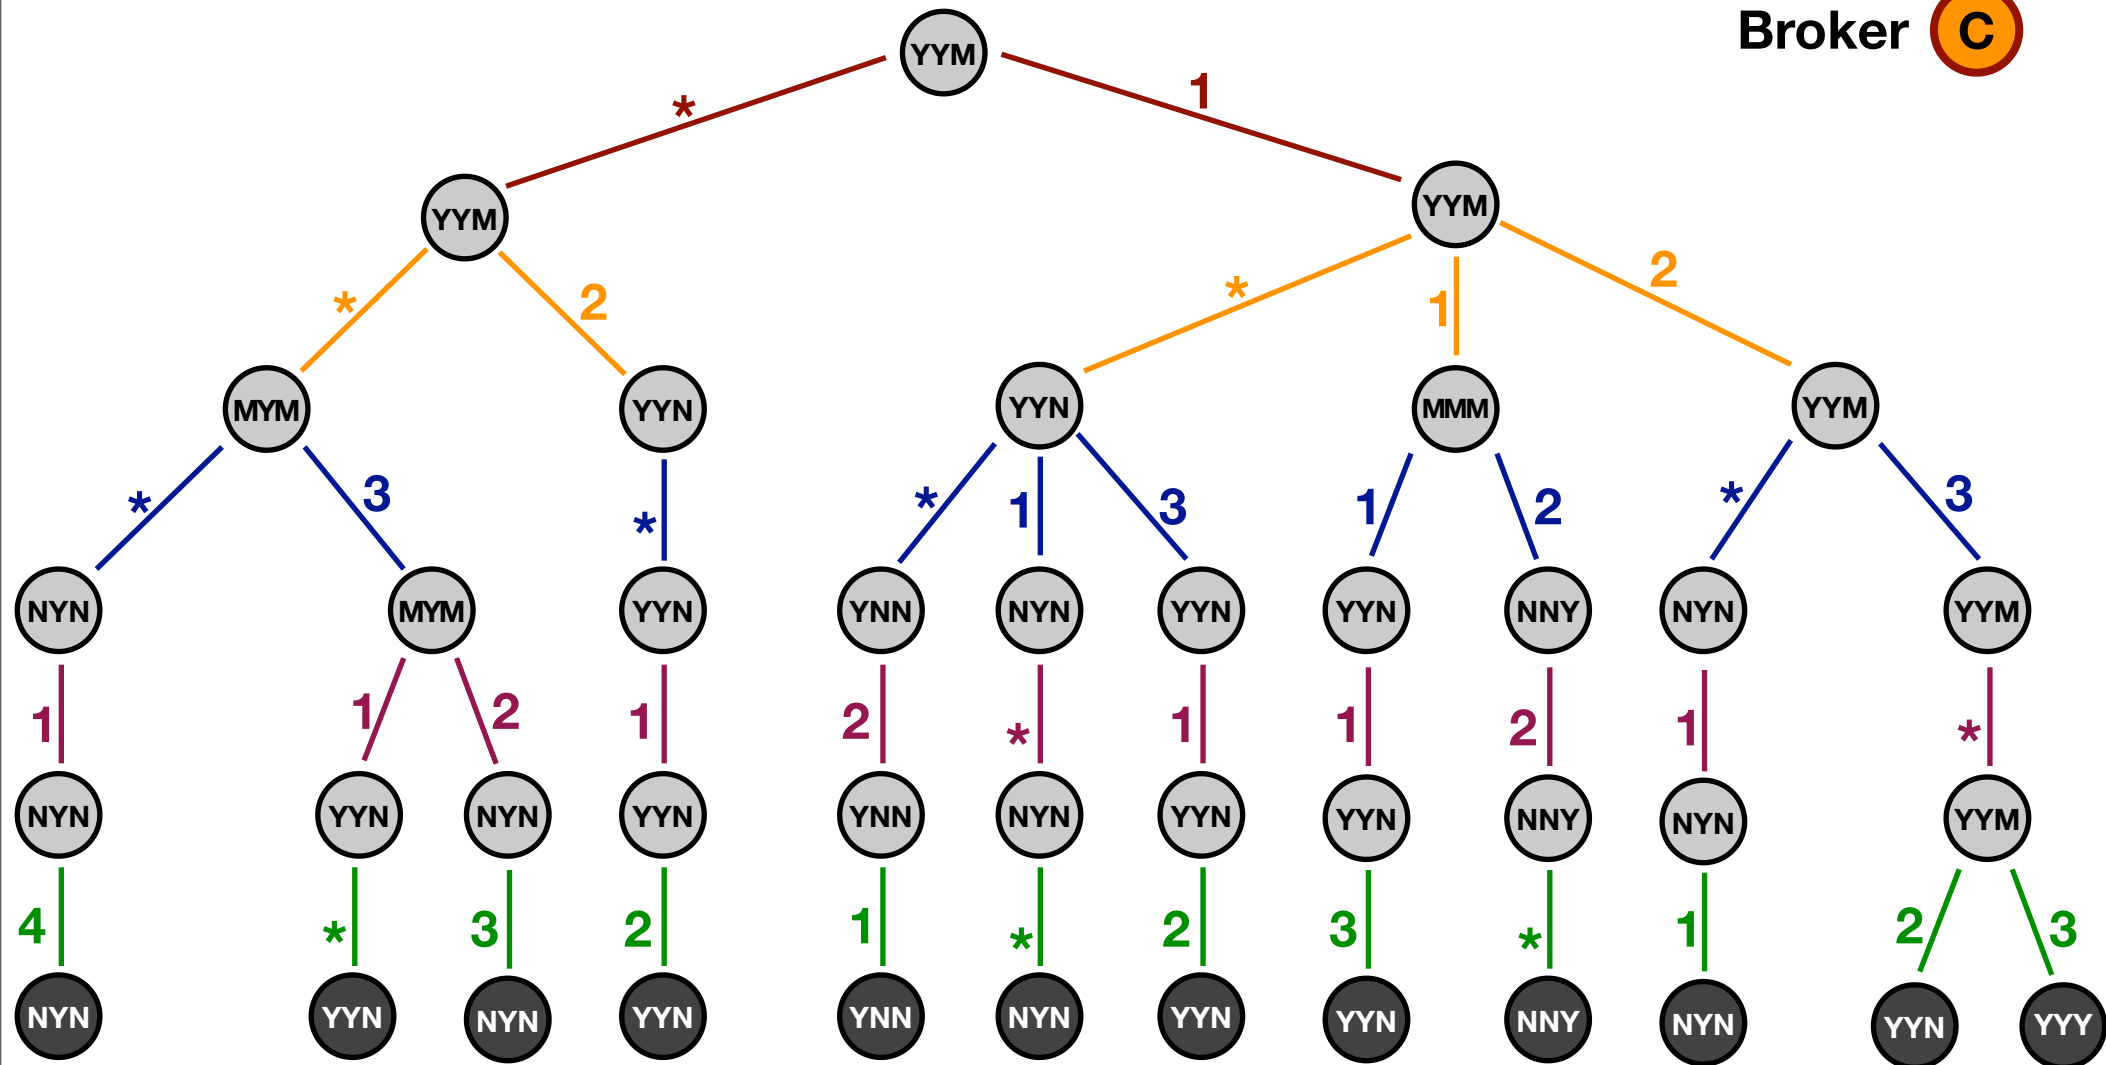 Broker C
YYM
* 1
YYM YYM
* 2 * 1 2
MYM YYN YYN MMM YYM
* 3 * * 1 3 1 2 * 3
NYN MYM YYN YNN NYN YYN YYN NNY NYN YYM
1 1 2 1 2 * 1 1 2 1 *
NYN YYN NYN YYN YNN NYN YYN YYN NNY NYN YYM
4 * 3 2 1 * 2 3 * 1 2 3
NYN YYN NYN YYN YNN NYN YYN YYN NNY NYN YYN YYY